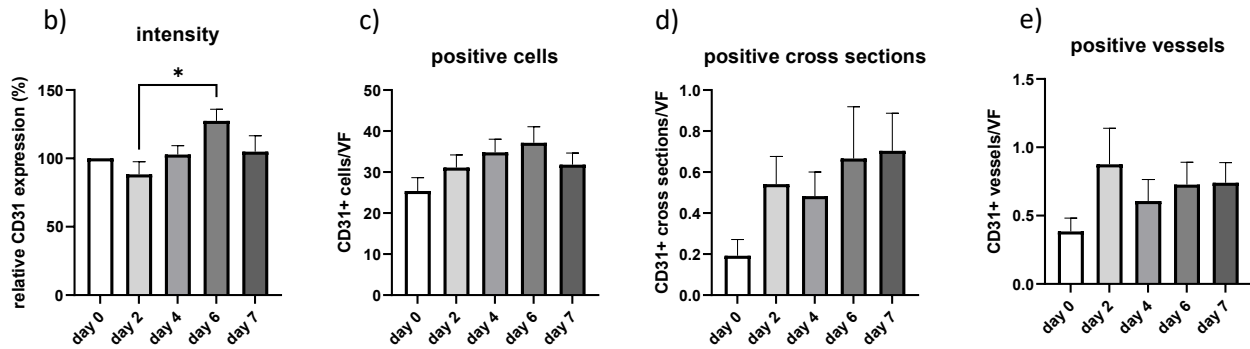 b)
intensity
*
relative CD31 expression (%)
150
100
50
0
day 0
day 2
day 4
day 6
day 7
c)
positive cells
CD31+ cells/VF
50
40
30
20
10
0
day 0
day 2
day 4
day 6
day 7
d)
positive cross sections
CD31+ cross sections/VF
1.0
0.8
0.6
0.4
0.2
0.0
day 0
day 2
day 4
day 6
day 7
e)
positive vessels
CD31+ vessels/VF
1.5
1.0
0.5
0.0
day 0
day 2
day 4
day 6
day 7